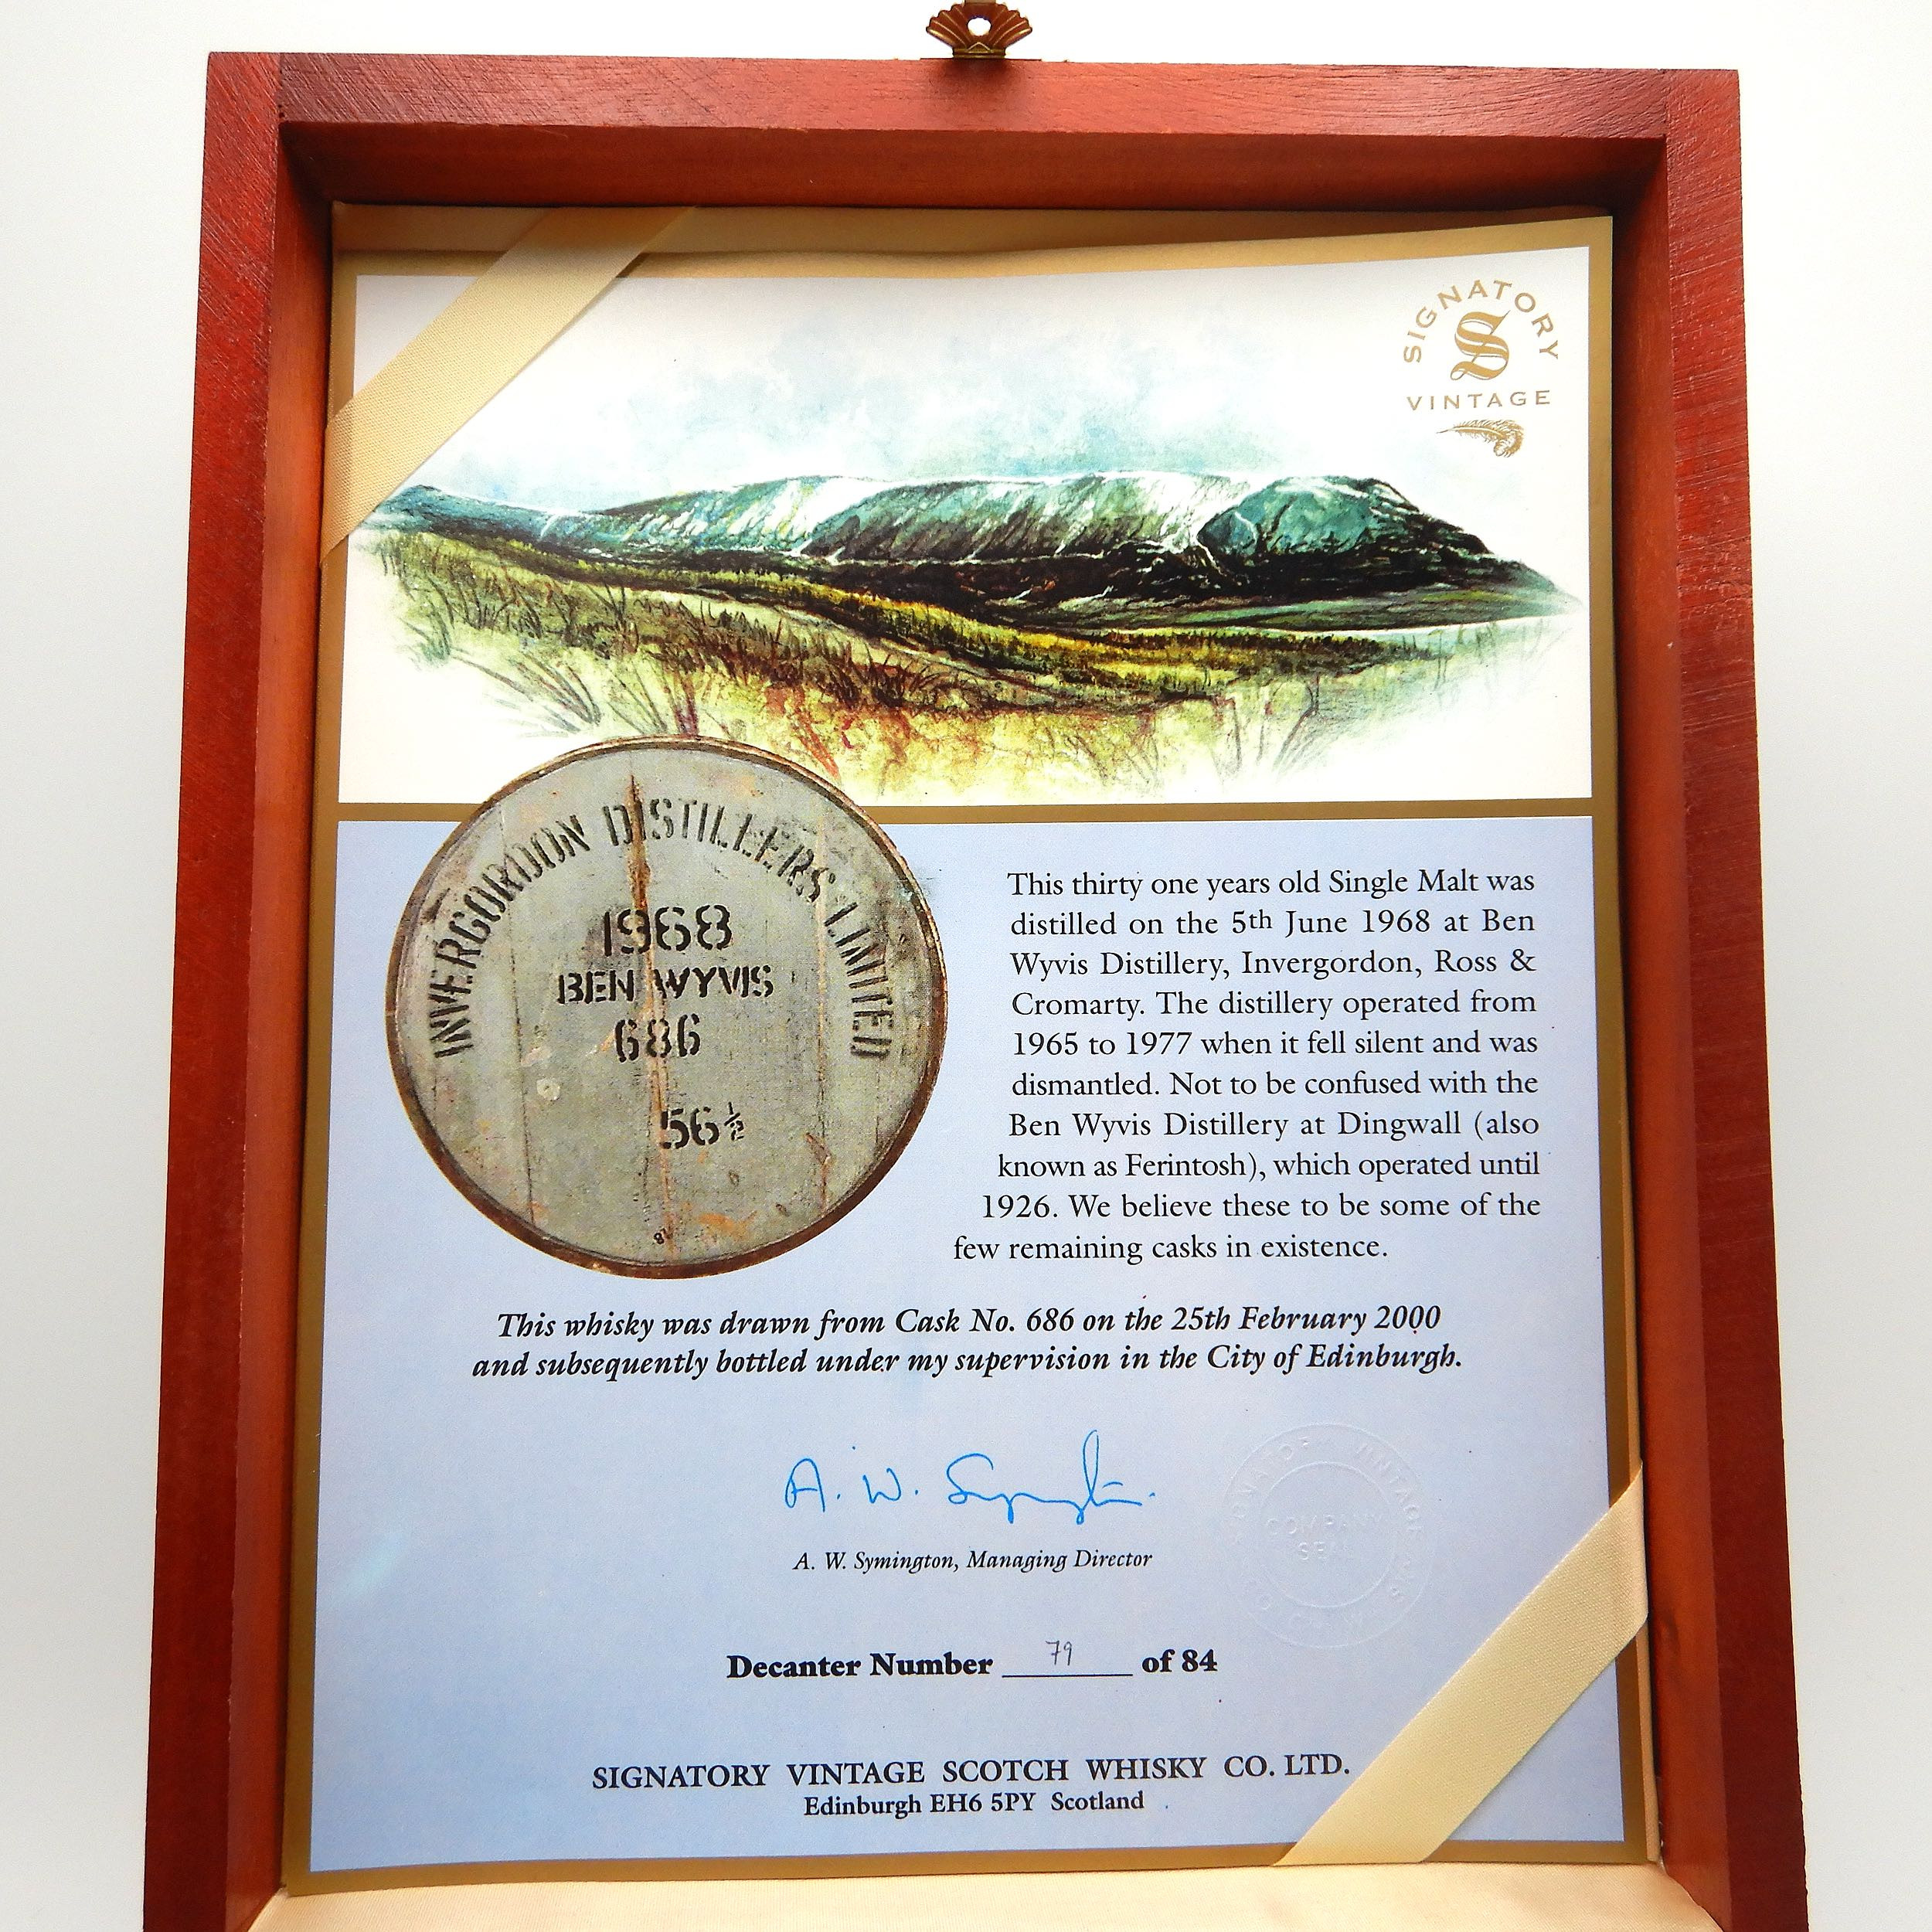 SIGNATORY
S
VINTAGE
INVERGORDON DISTILLERS LIMITED
1968
BEN WYVIS
686
56½
This thirty one years old Single Malt was
distilled on the 5th June 1968 at Ben
Wyvis Distillery, Invergordon, Ross &
Cromarty. The distillery operated from
1965 to 1977 when it fell silent and was
dismantled. Not to be confused with the
Ben Wyvis Distillery at Dingwall (also
known as Ferintosh), which operated until
1926. We believe these to be some of the
few remaining casks in existence.
This whisky was drawn from Cask No. 686 on the 25th February 2000
and subsequently bottled under my supervision in the City of Edinburgh.
A. W. Symington
A. W. Symington, Managing Director
SIGNATORY VINTAGE
COMPANY
SEAL
Decanter Number 79 of 84
SIGNATORY VINTAGE SCOTCH WHISKY CO. LTD.
Edinburgh EH6 5PY Scotland